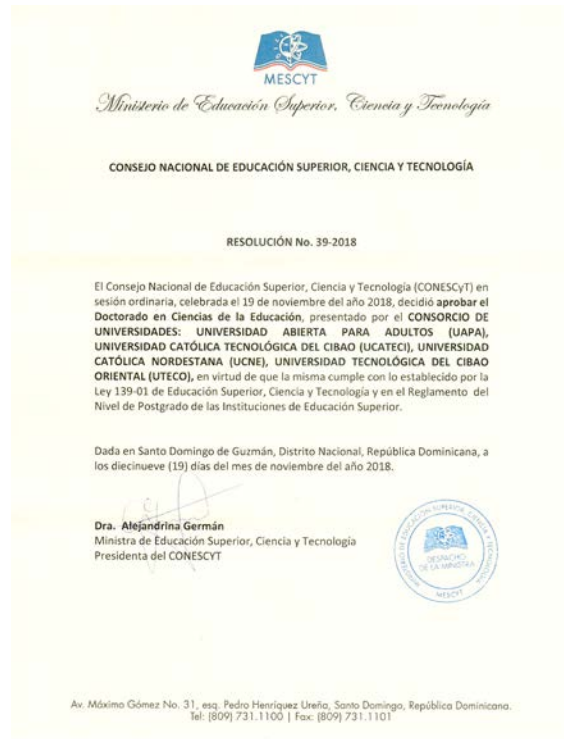 MESCYT
Ministerio de Educación Superior, Ciencia y Tecnología
CONSEJO NACIONAL DE EDUCACIÓN SUPERIOR, CIENCIA Y TECNOLOGÍA
RESOLUCIÓN No. 39-2018
El Consejo Nacional de Educación Superior, Ciencia y Tecnología (CONESCyT) en
sesión ordinaria, celebrada el 19 de noviembre del año 2018, decidió aprobar el
Doctorado en Ciencias de la Educación, presentado por el CONSORCIO DE
UNIVERSIDADES: UNIVERSIDAD ABIERTA PARA ADULTOS (UAPA),
UNIVERSIDAD CATÓLICA TECNOLÓGICA DEL CIBAO (UCATECI), UNIVERSIDAD
CATÓLICA NORDESTANA (UCNE), UNIVERSIDAD TECNOLÓGICA DEL CIBAO
ORIENTAL (UTECO), en virtud de que la misma cumple con lo establecido por la
Ley 139-01 de Educación Superior, Ciencia y Tecnología y en el Reglamento del
Nivel de Postgrado de las Instituciones de Educación Superior.
Dada en Santo Domingo de Guzmán, Distrito Nacional, República Dominicana, a
los diecinueve (19) días del mes de noviembre del año 2018.
Dra. Alejandrina Germán
Ministra de Educación Superior, Ciencia y Tecnología
Presidenta del CONESCYT
MINISTERIO DE EDUCACIÓN SUPERIOR, CIENCIA Y TECNOLOGÍA
DESPACHO
DE LA MINISTRA
MESCYT
Av. Máximo Gómez No. 31, esq. Pedro Henríquez Ureña, Santo Domingo, República Dominicana.
Tel: (809) 731.1100 | Fax: (809) 731.1101